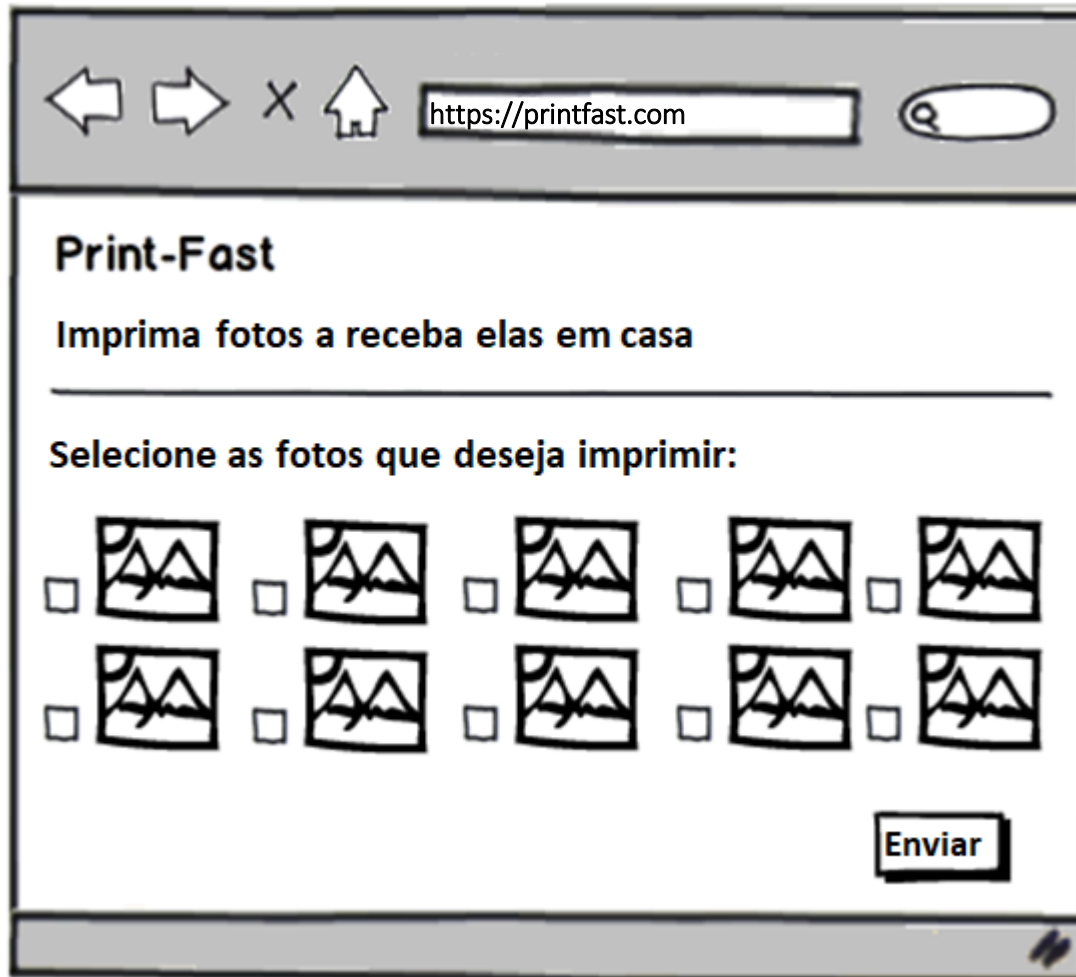 https://printfast.com
Print-Fast
Imprima fotos a receba elas em casa
Selecione as fotos que deseja imprimir:
Enviar